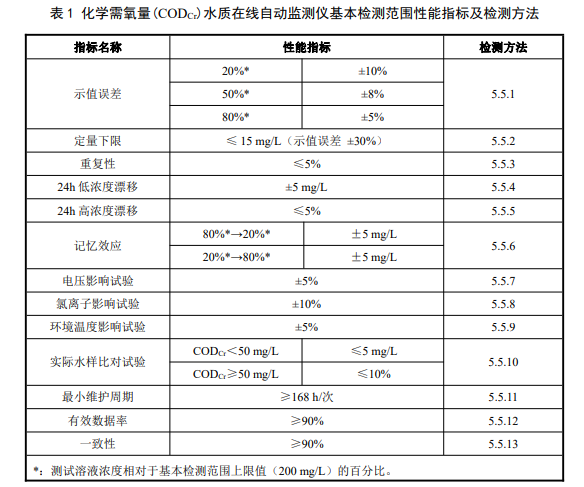 表 1 化学需氧量(CODCr)水质在线自动监测仪基本检测范围性能指标及检测方法
指标名称 性能指标 检测方法
示值误差 20%* ±10% 5.5.1
50%* ±8%
80%* ±5%
定量下限 ≤ 15 mg/L（示值误差 ±30%） 5.5.2
重复性 ≤5% 5.5.3
24h 低浓度漂移 ±5 mg/L 5.5.4
24h 高浓度漂移 ≤5% 5.5.5
记忆效应 80%*→20%* ±5 mg/L 5.5.6
20%*→80%* ±5 mg/L
电压影响试验 ±5% 5.5.7
氯离子影响试验 ±10% 5.5.8
环境温度影响试验 ±5% 5.5.9
实际水样比对试验 CODCr＜50 mg/L ≤5 mg/L 5.5.10
CODCr≥50 mg/L ≤10%
最小维护周期 ≥168 h/次 5.5.11
有效数据率 ≥90% 5.5.12
一致性 ≥90% 5.5.13
*：测试溶液浓度相对于基本检测范围上限值（200 mg/L）的百分比。